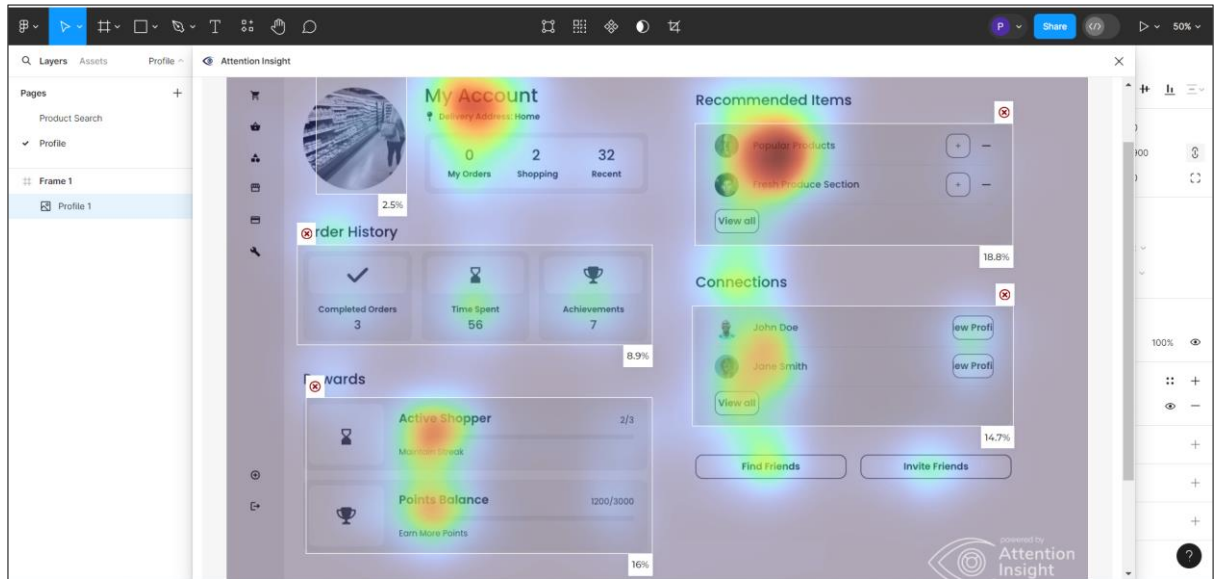 P
Share
50%
Layers Assets Profile
Attention Insight
Pages
Product Search
Profile
Frame 1
Profile 1
My Account
Delivery Address: Home
0 2 32
My Orders Shopping Recent
2.5%
rder History
Completed Orders Time Spent Achievements
3 56 7
8.9%
wards
Active Shopper 2/3
Maintain Streak
Points Balance 1200/3000
Earn More Points
16%
Recommended Items
Popular Products
+
Fresh Produce Section
+
View all
18.8%
Connections
John Doe ew Profi
Jane Smith ew Profi
View all
14.7%
Find Friends Invite Friends
powered by
Attention
Insight
900
100%
?